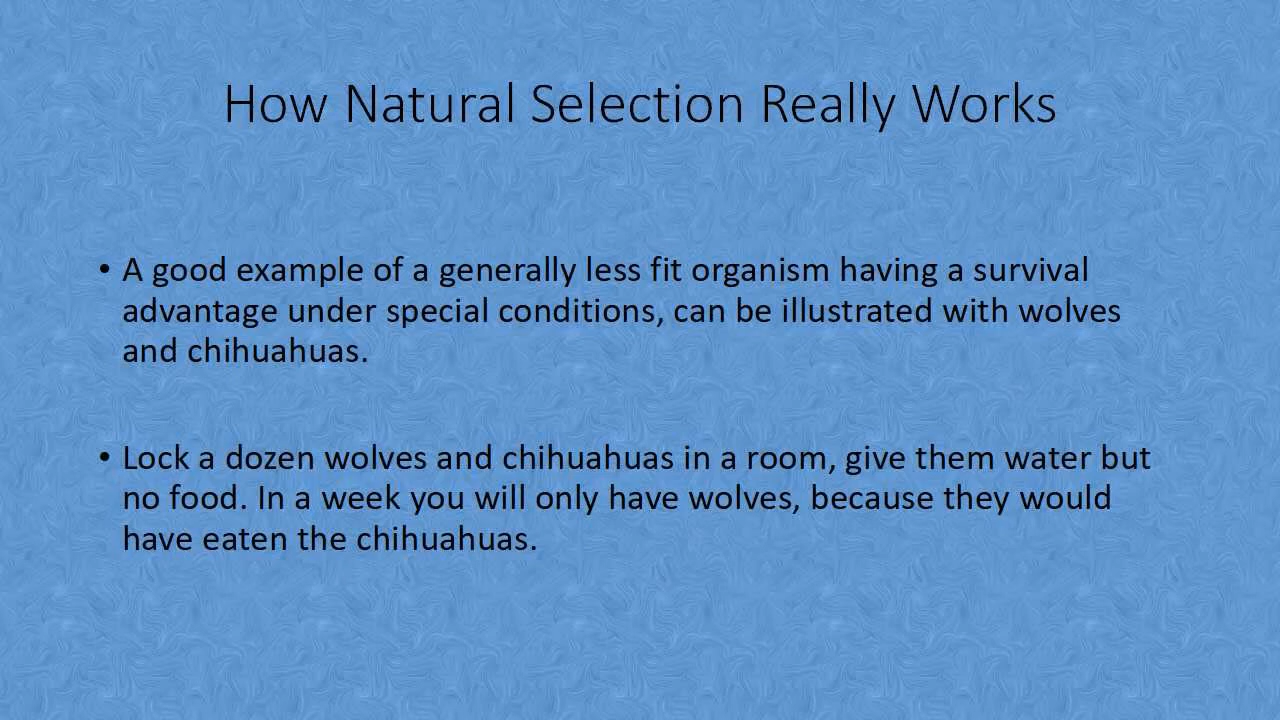 How Natural Selection Really Works
• A good example of a generally less fit organism having a survival
advantage under special conditions, can be illustrated with wolves
and chihuahuas.
• Lock a dozen wolves and chihuahuas in a room, give them water but
no food. In a week you will only have wolves, because they would
have eaten the chihuahuas.